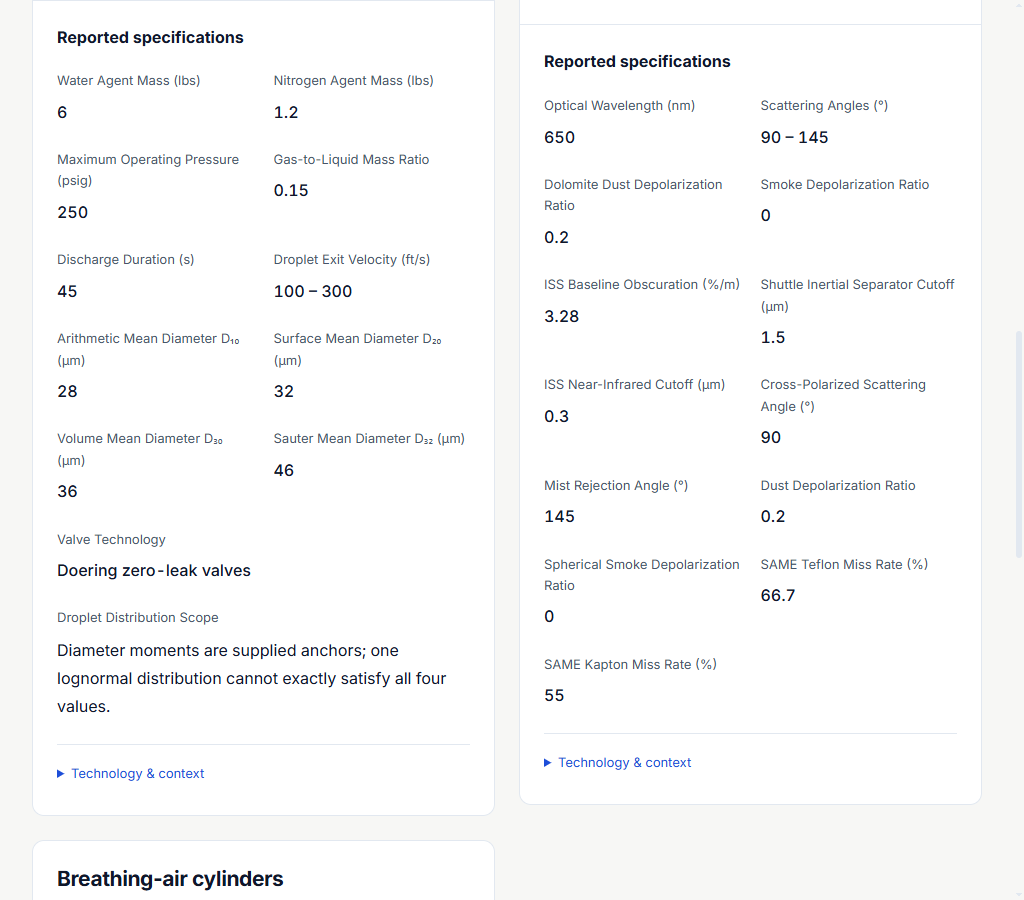 Reported specifications
Water Agent Mass (lbs)
6
Nitrogen Agent Mass (lbs)
1.2
Maximum Operating Pressure
(psig)
250
Gas-to-Liquid Mass Ratio
0.15
Discharge Duration (s)
45
Droplet Exit Velocity (ft/s)
100 – 300
Arithmetic Mean Diameter D₁₀
(µm)
28
Surface Mean Diameter D₂₀
(µm)
32
Volume Mean Diameter D₃₀
(µm)
36
Sauter Mean Diameter D₃₂ (µm)
46
Valve Technology
Doering zero-leak valves
Droplet Distribution Scope
Diameter moments are supplied anchors; one
lognormal distribution cannot exactly satisfy all four
values.
▶ Technology & context
Breathing-air cylinders
Reported specifications
Optical Wavelength (nm)
650
Scattering Angles (°)
90 – 145
Dolomite Dust Depolarization
Ratio
0.2
Smoke Depolarization Ratio
0
ISS Baseline Obscuration (%/m)
3.28
Shuttle Inertial Separator Cutoff
(µm)
1.5
ISS Near-Infrared Cutoff (µm)
0.3
Cross-Polarized Scattering
Angle (°)
90
Mist Rejection Angle (°)
145
Dust Depolarization Ratio
0.2
Spherical Smoke Depolarization
Ratio
0
SAME Teflon Miss Rate (%)
66.7
SAME Kapton Miss Rate (%)
55
▶ Technology & context